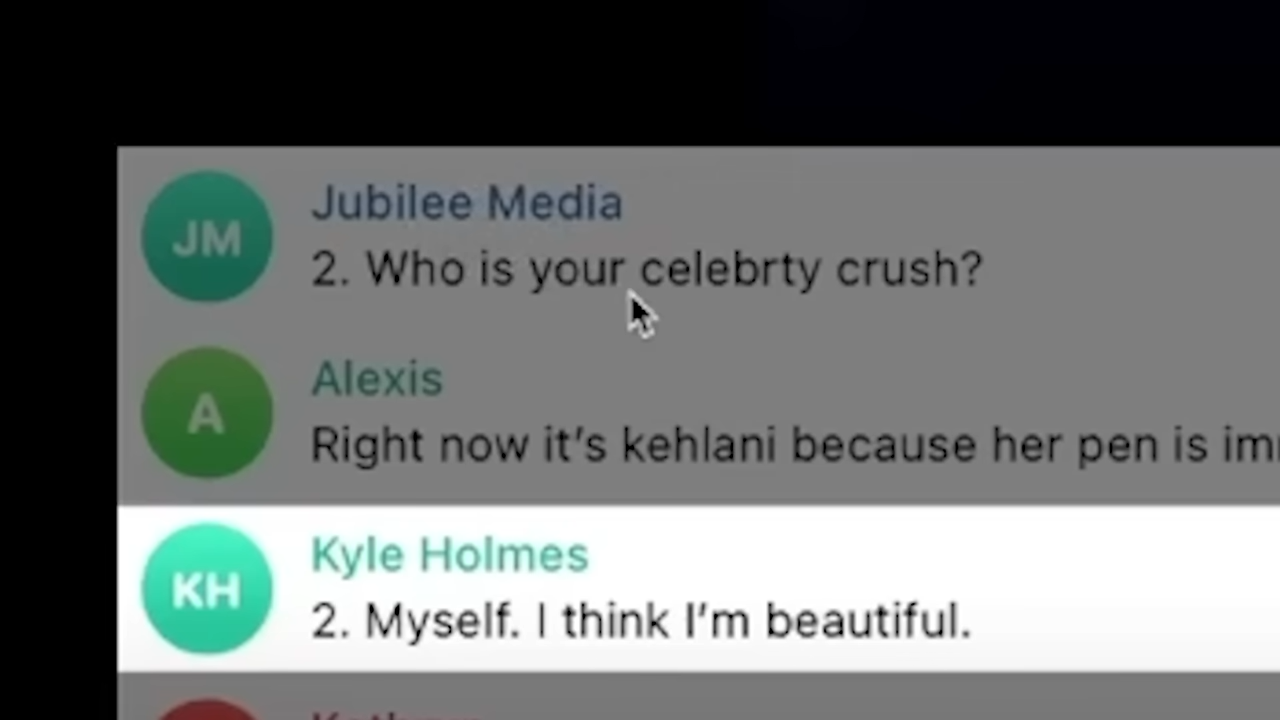 JM
Jubilee Media
2. Who is your celebrty crush?
A
Alexis
Right now it's kehlani because her pen is
KH
Kyle Holmes
2. Myself. I think I'm beautiful.